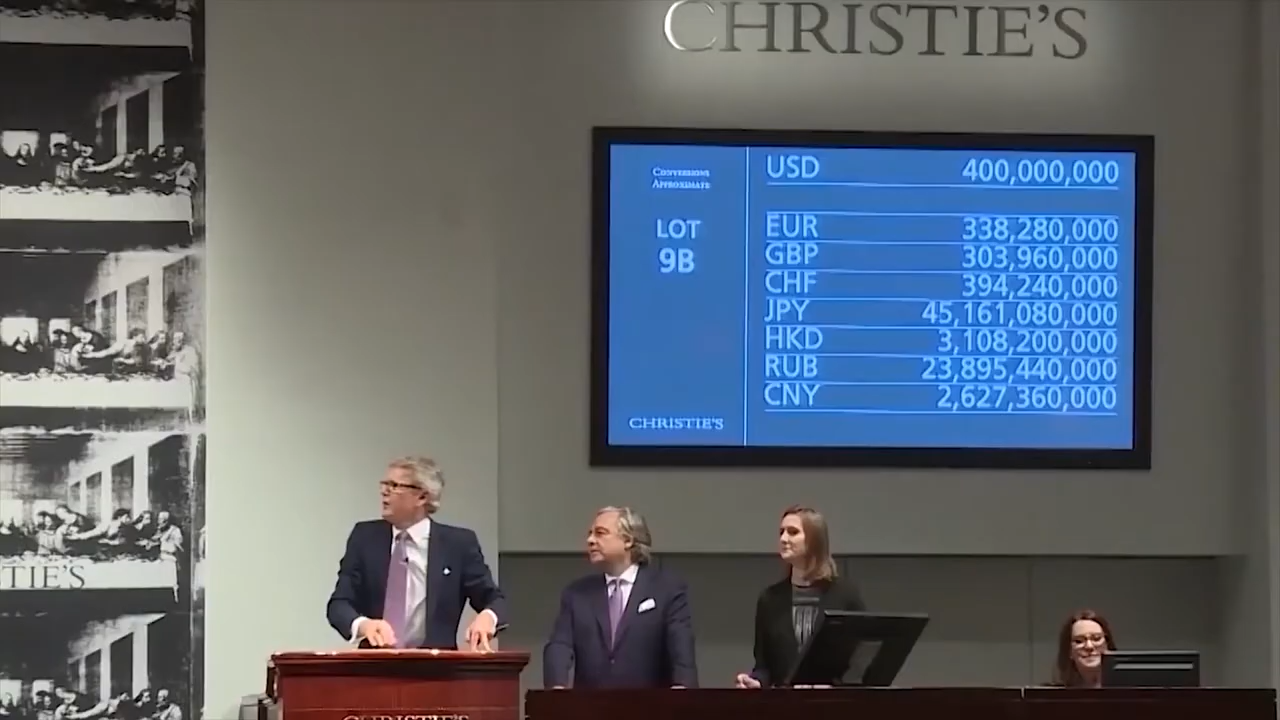 CHRISTIE'S
CONVERSIONS
APPROXIMATE
LOT
9B
CHRISTIE'S
USD 400,000,000
EUR 338,280,000
GBP 303,960,000
CHF 394,240,000
JPY 45,161,080,000
HKD 3,108,200,000
RUB 23,895,440,000
CNY 2,627,360,000
TIE'S
CHRISTIE'S